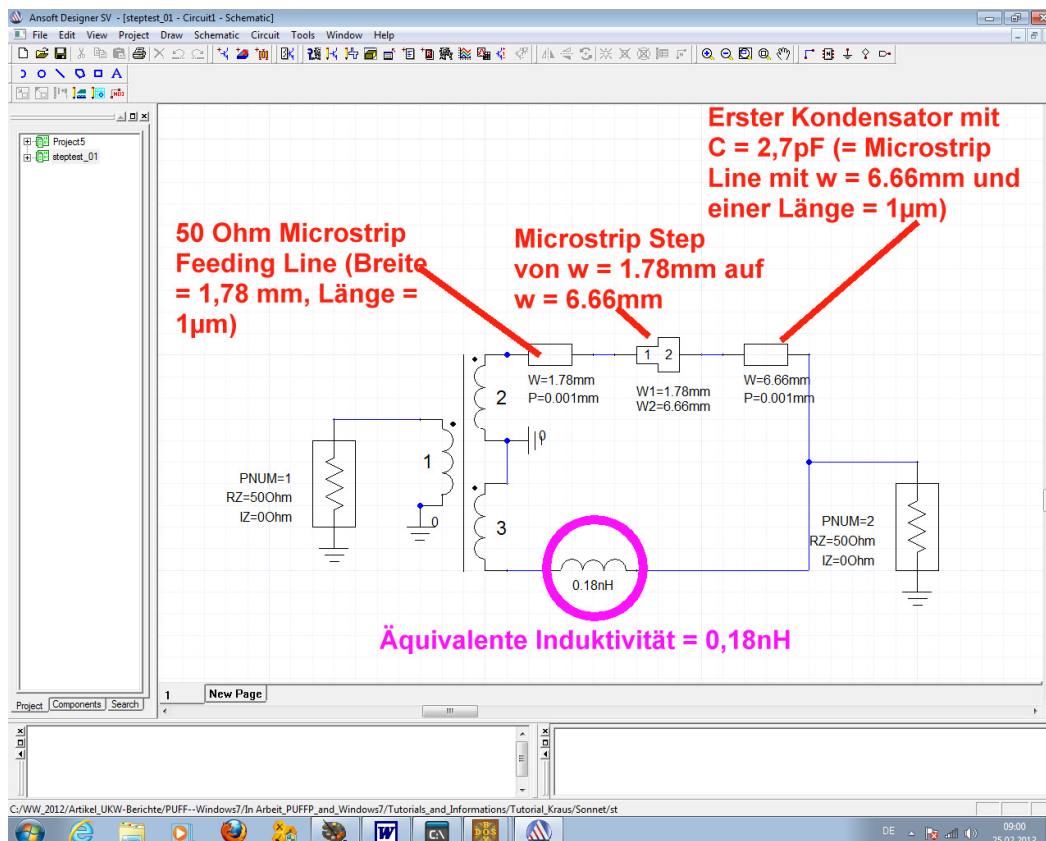 Ansoft Designer SV - [steptest_01 - Circuit1 - Schematic]
File Edit View Project Draw Schematic Circuit Tools Window Help
Project5
steptest_01
Erster Kondensator mit
C = 2,7pF (= Microstrip
Line mit w = 6.66mm und
einer Länge = 1µm)
50 Ohm Microstrip
Feeding Line (Breite
= 1,78 mm, Länge =
1µm)
Microstrip Step
von w = 1.78mm auf
w = 6.66mm
1 2
W=1.78mm
P=0.001mm
W1=1.78mm
W2=6.66mm
W=6.66mm
P=0.001mm
2
0
1
PNUM=1
RZ=50Ohm
IZ=0Ohm
0
3
PNUM=2
RZ=50Ohm
IZ=0Ohm
0.18nH
Äquivalente Induktivität = 0,18nH
1 New Page
Project Components Search
C:/WW_2012/Artikel_UKW-Berichte/PUFF--Windows7/In Arbeit_PUFFP_and_Windows7/Tutorials_and_Informations/Tutorial_Kraus/Sonnet/st
DE
09:00
25.02.2013